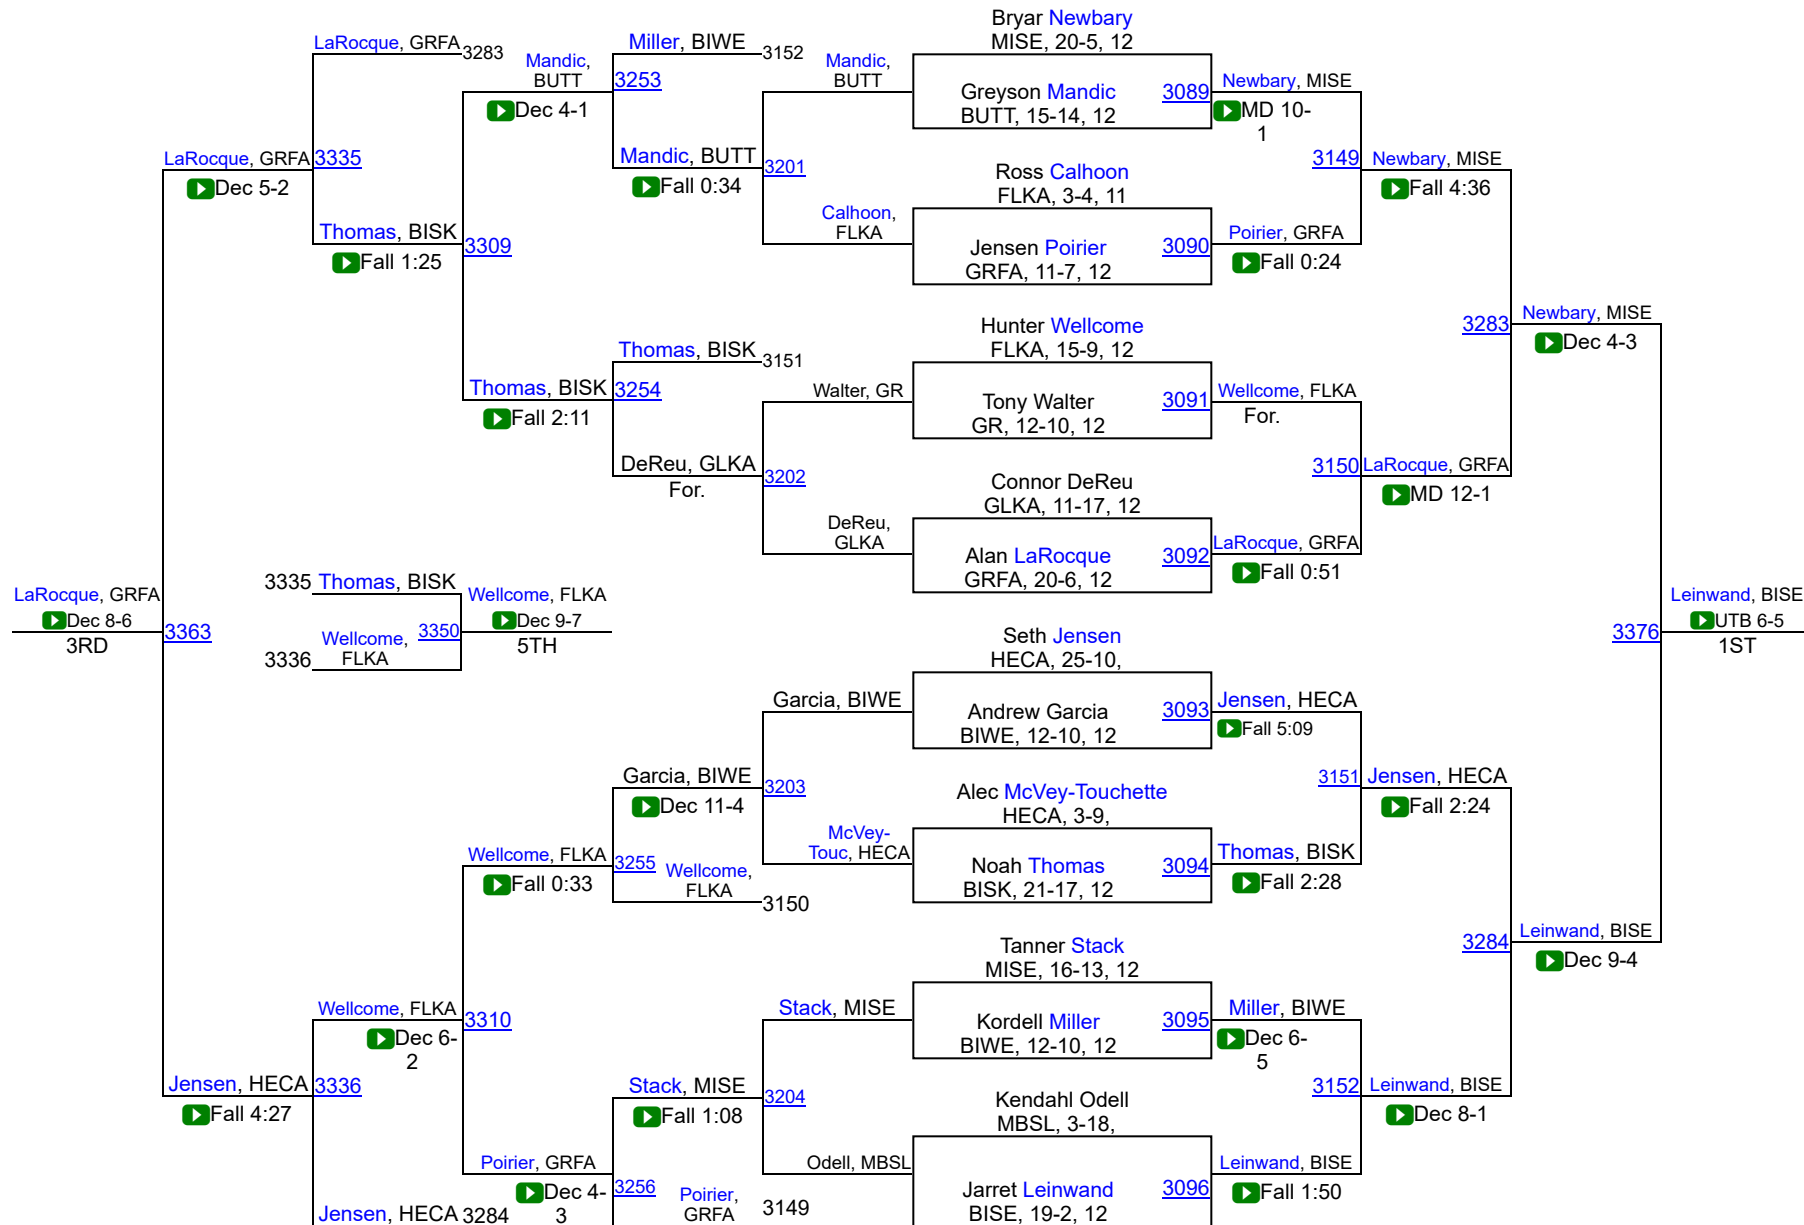 LaRocque, GRFA
3283
Mandic,
BUTT
Dec 4-1
Miller, BIWE
3152
3253
Mandic, BUTT
Fall 0:34
Mandic,
BUTT
3201
Calhoon,
FLKA
Bryar Newbary
MISE, 20-5, 12
Greyson Mandic
BUTT, 15-14, 12
3089
Newbary, MISE
MD 10-
1
Ross Calhoon
FLKA, 3-4, 11
Jensen Poirier
GRFA, 11-7, 12
3090
Poirier, GRFA
Fall 0:24
3149
Newbary, MISE
Fall 4:36
LaRocque, GRFA
Dec 5-2
3335
Thomas, BISK
Fall 1:25
3309
Thomas, BISK
Fall 2:11
Thomas, BISK
3151
3254
DeReu, GLKA
For.
Walter, GR
3202
DeReu,
GLKA
Hunter Wellcome
FLKA, 15-9, 12
Tony Walter
GR, 12-10, 12
3091
Wellcome, FLKA
For.
Connor DeReu
GLKA, 11-17, 12
Alan LaRocque
GRFA, 20-6, 12
3092
LaRocque, GRFA
Fall 0:51
3150
LaRocque, GRFA
MD 12-1
3283
Newbary, MISE
Dec 4-3
LaRocque, GRFA
Dec 8-6
3RD
3363
3335
Thomas, BISK
3336
Wellcome,
FLKA
3350
Wellcome, FLKA
Dec 9-7
5TH
3376
Leinwand, BISE
UTB 6-5
1ST
Seth Jensen
HECA, 25-10,
Garcia, BIWE
Andrew Garcia
BIWE, 12-10, 12
3093
Jensen, HECA
Fall 5:09
Garcia, BIWE
Dec 11-4
3203
McVey-
Touc, HECA
Alec McVey-Touchette
HECA, 3-9,
Noah Thomas
BISK, 21-17, 12
3094
Thomas, BISK
Fall 2:28
3151
Jensen, HECA
Fall 2:24
Wellcome, FLKA
Fall 0:33
3255
Wellcome,
FLKA
3150
3284
Leinwand, BISE
Dec 9-4
Tanner Stack
MISE, 16-13, 12
Stack, MISE
Kordell Miller
BIWE, 12-10, 12
3095
Miller, BIWE
Dec 6-
5
Wellcome, FLKA
Dec 6-
2
3310
Jensen, HECA
Fall 4:27
3336
Stack, MISE
Fall 1:08
3204
Odell, MBSL
Kendahl Odell
MBSL, 3-18,
Jarret Leinwand
BISE, 19-2, 12
3096
Leinwand, BISE
Fall 1:50
3152
Leinwand, BISE
Dec 8-1
Poirier, GRFA
Dec 4-
3
3256
Poirier,
GRFA
3149
Jensen, HECA
3284